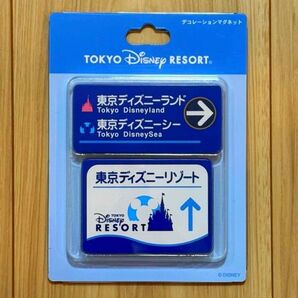 デコレーションマグネット
TOKYO Disney RESORT®
東京ディズニーランド
Tokyo Disneyland
東京ディズニーシー
Tokyo DisneySea
東京ディズニーリゾート
TOKYO
Disney
RESORT
© DISNEY